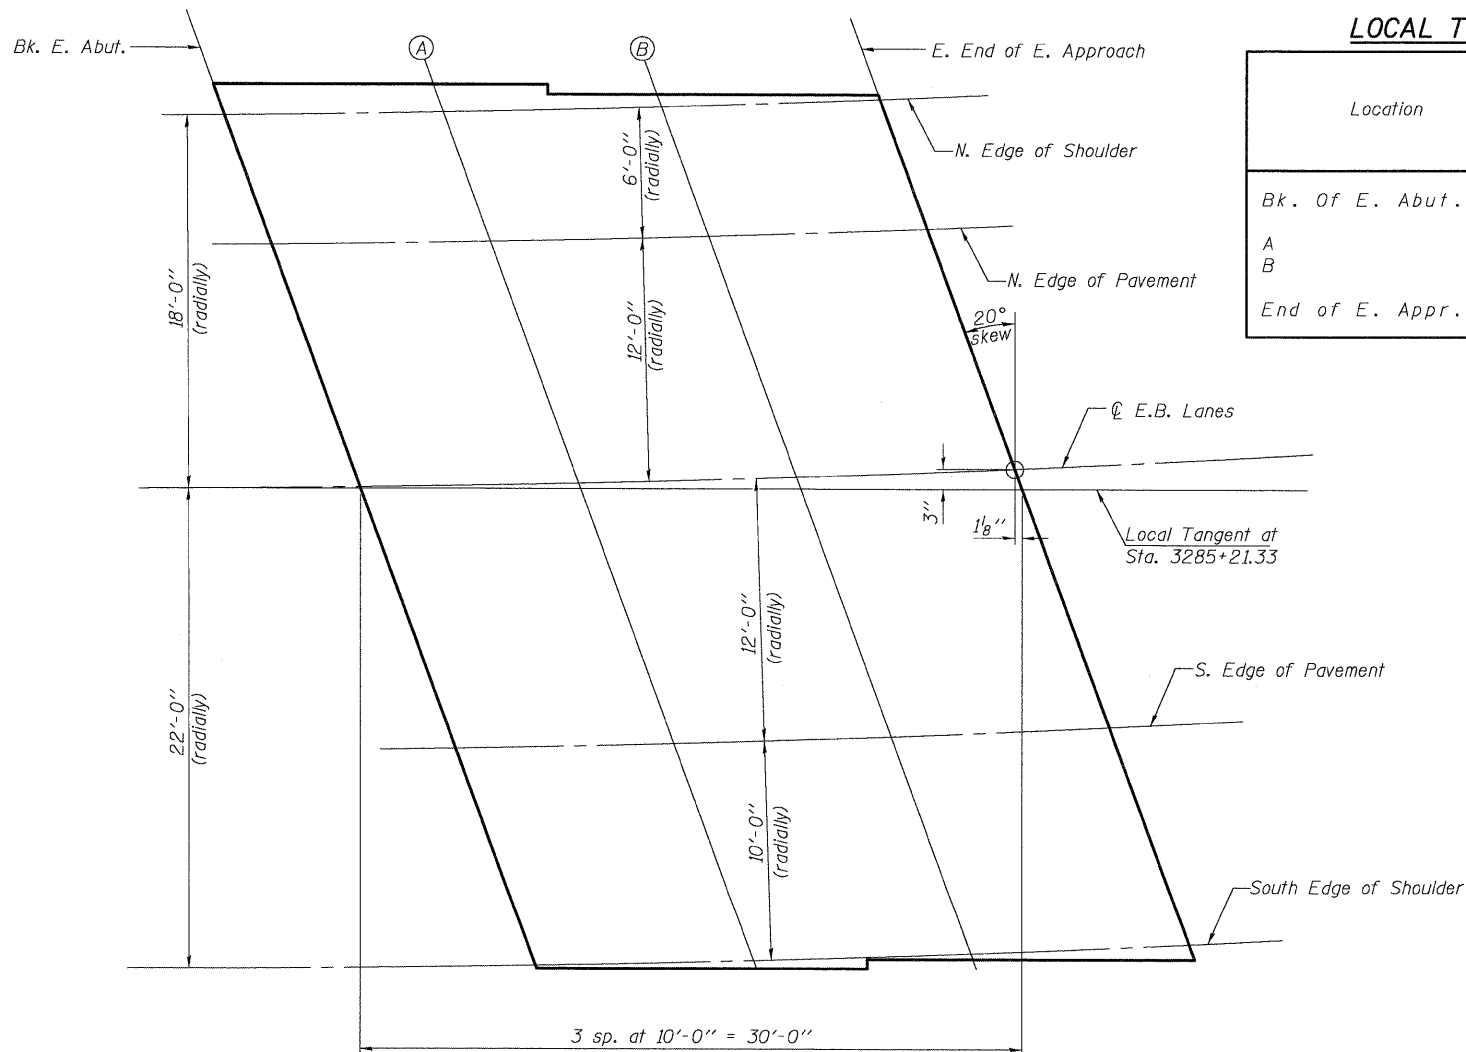 LOCAL T
Bk. E. Abut.
A
B
E. End of E. Approach
Location
N. Edge of Shoulder
6'-0"
(radially)
Bk. Of E. Abut.
A
B
End of E. Appr.
N. Edge of Pavement
18'-0"
(radially)
12'-0"
(radially)
20°
skew
℄ E.B. Lanes
3"
1⅛"
Local Tangent at
Sta. 3285+21.33
12'-0"
(radially)
S. Edge of Pavement
22'-0"
(radially)
10'-0"
(radially)
South Edge of Shoulder
3 sp. at 10'-0" = 30'-0"